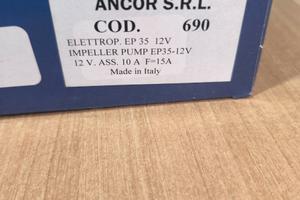 ANCOR S.R.L.
COD. 690
ELETTROP. EP 35 12V
IMPELLER PUMP EP35-12V
12 V. ASS. 10 A F=15A
Made in Italy